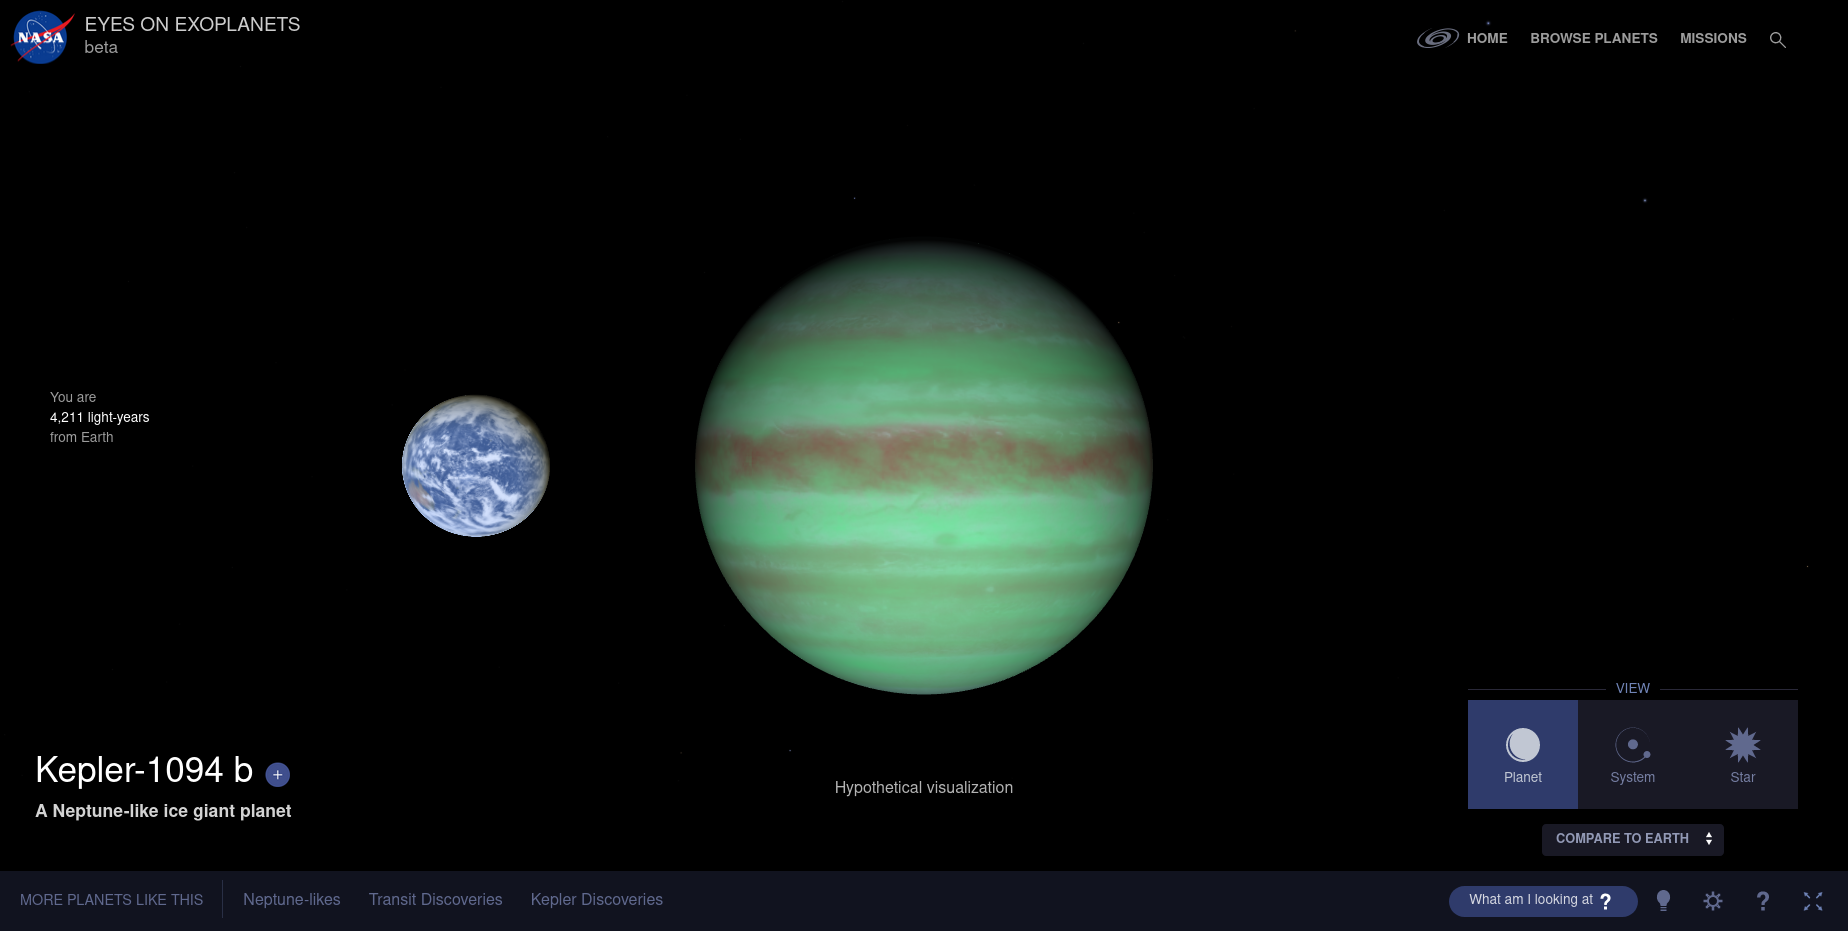 NASA
EYES ON EXOPLANETS
beta
HOME
BROWSE PLANETS
MISSIONS
You are
4,211 light-years
from Earth
Kepler-1094 b +
A Neptune-like ice giant planet
Hypothetical visualization
VIEW
Planet
System
Star
COMPARE TO EARTH
MORE PLANETS LIKE THIS
Neptune-likes
Transit Discoveries
Kepler Discoveries
What am I looking at ?
?